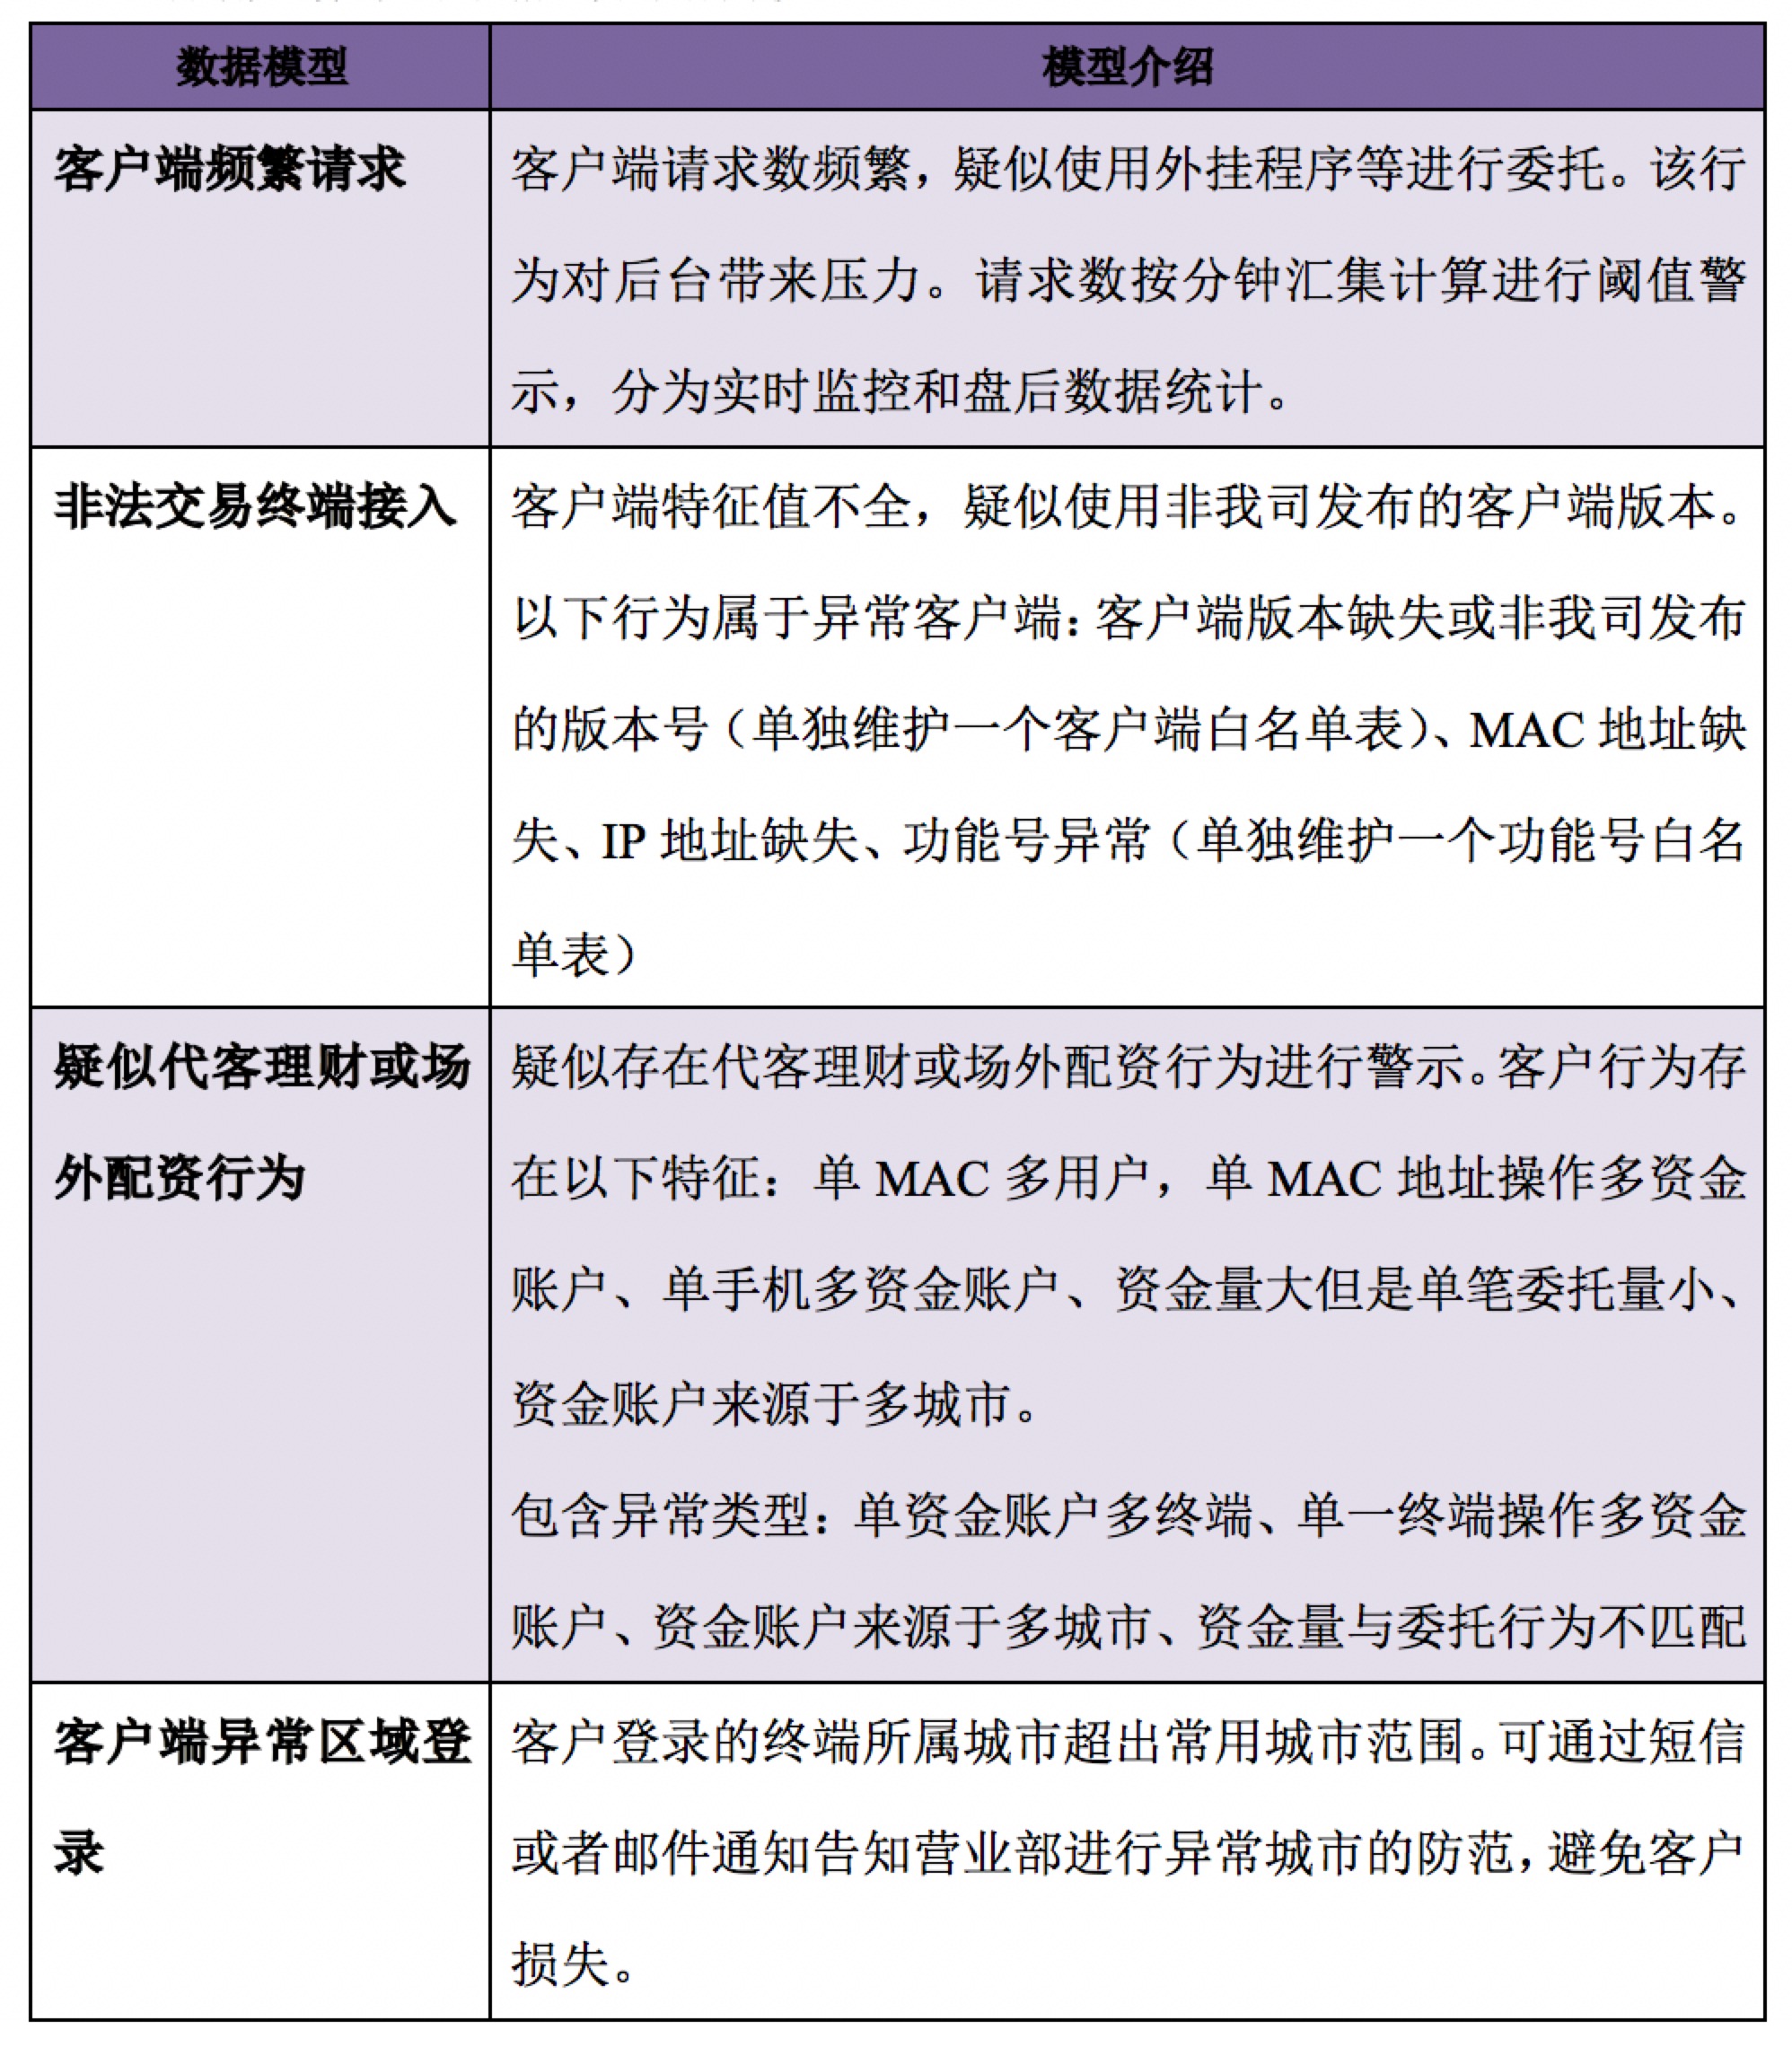 数据模型
模型介绍
客户端频繁请求
客户端请求数频繁，疑似使用外挂程序等进行委托。该行
为对后台带来压力。请求数按分钟汇集计算进行阈值警
示，分为实时监控和盘后数据统计。
非法交易终端接入
客户端特征值不全，疑似使用非我司发布的客户端版本。
以下行为属于异常客户端：客户端版本缺失或非我司发布
的版本号（单独维护一个客户端白名单表）、MAC 地址缺
失、IP 地址缺失、功能号异常（单独维护一个功能号白名
单表）
疑似代客理财或场
外配资行为
疑似存在代客理财或场外配资行为进行警示。客户行为存
在以下特征：单 MAC 多用户，单 MAC 地址操作多资金
账户、单手机多资金账户、资金量大但是单笔委托量小、
资金账户来源于多城市。
包含异常类型：单资金账户多终端、单一终端操作多资金
账户、资金账户来源于多城市、资金量与委托行为不匹配
客户端异常区域登
录
客户登录的终端所属城市超出常用城市范围。可通过短信
或者邮件通知告知营业部进行异常城市的防范，避免客户
损失。